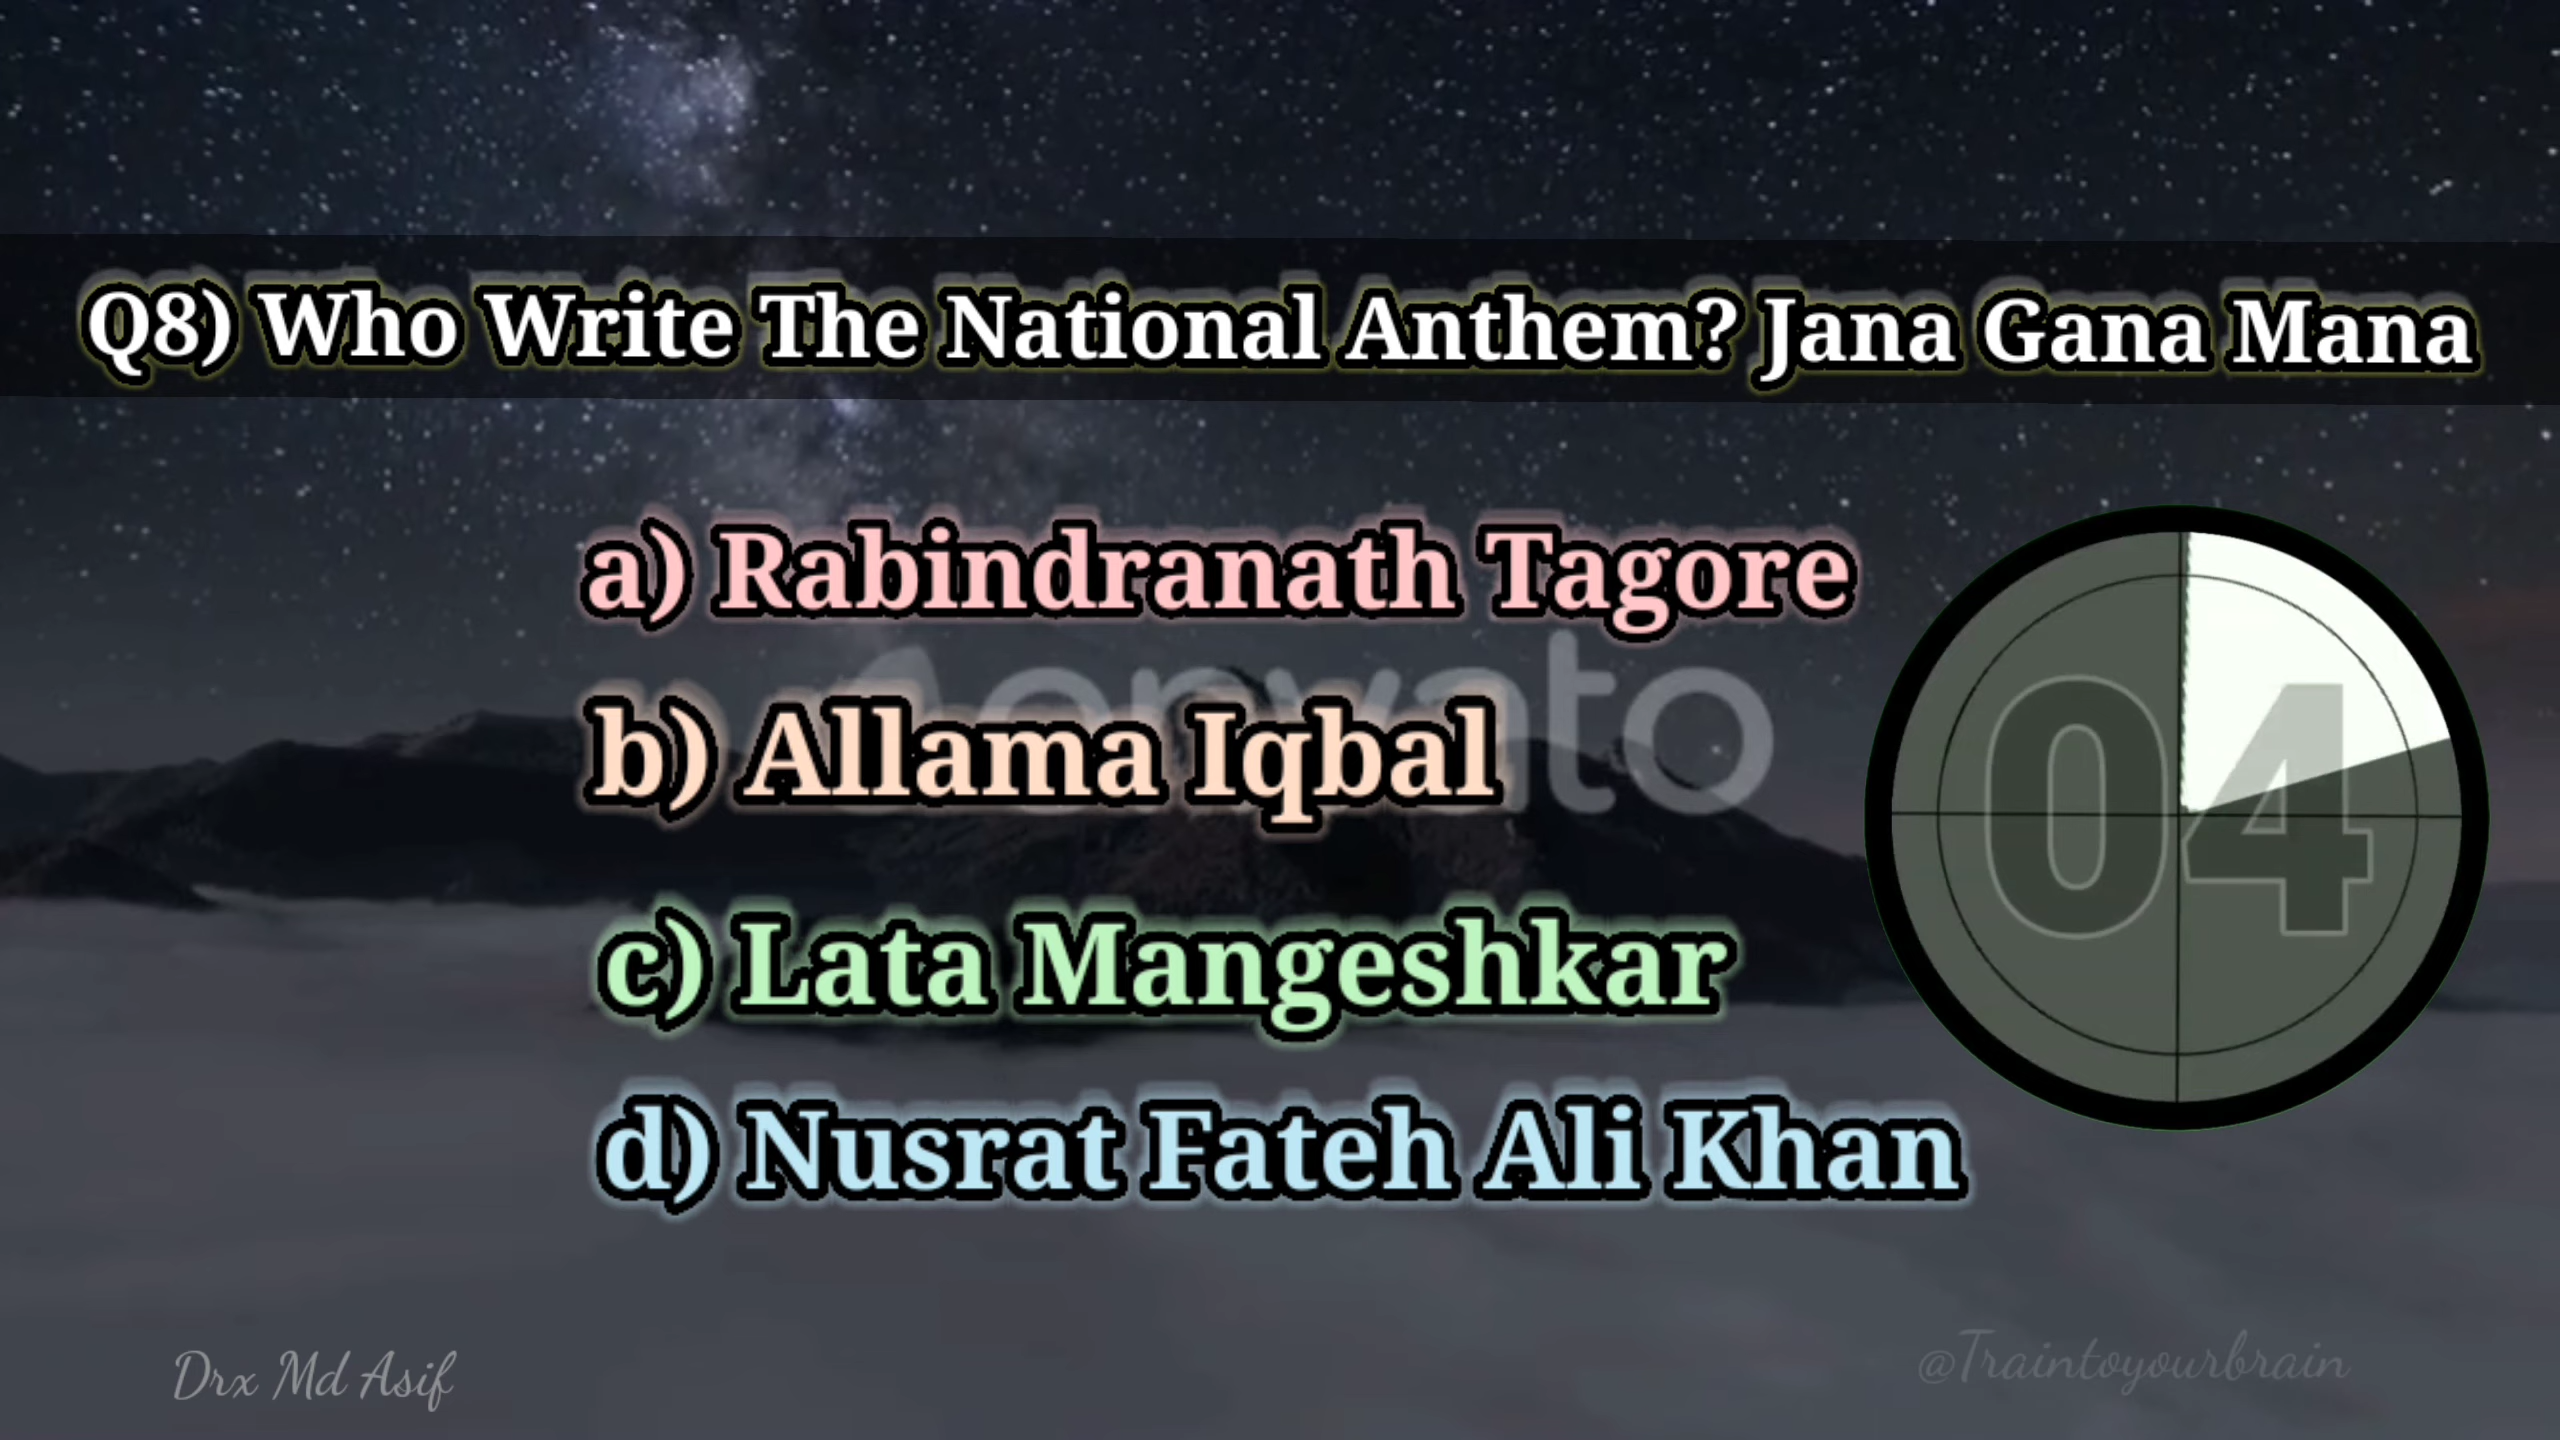 Q8) Who Write The National Anthem? Jana Gana Mana
a) Rabindranath Tagore
envato
b) Allama Iqbal
04
c) Lata Mangeshkar
d) Nusrat Fateh Ali Khan
Drx Md Asif
@Traintoyourbrain